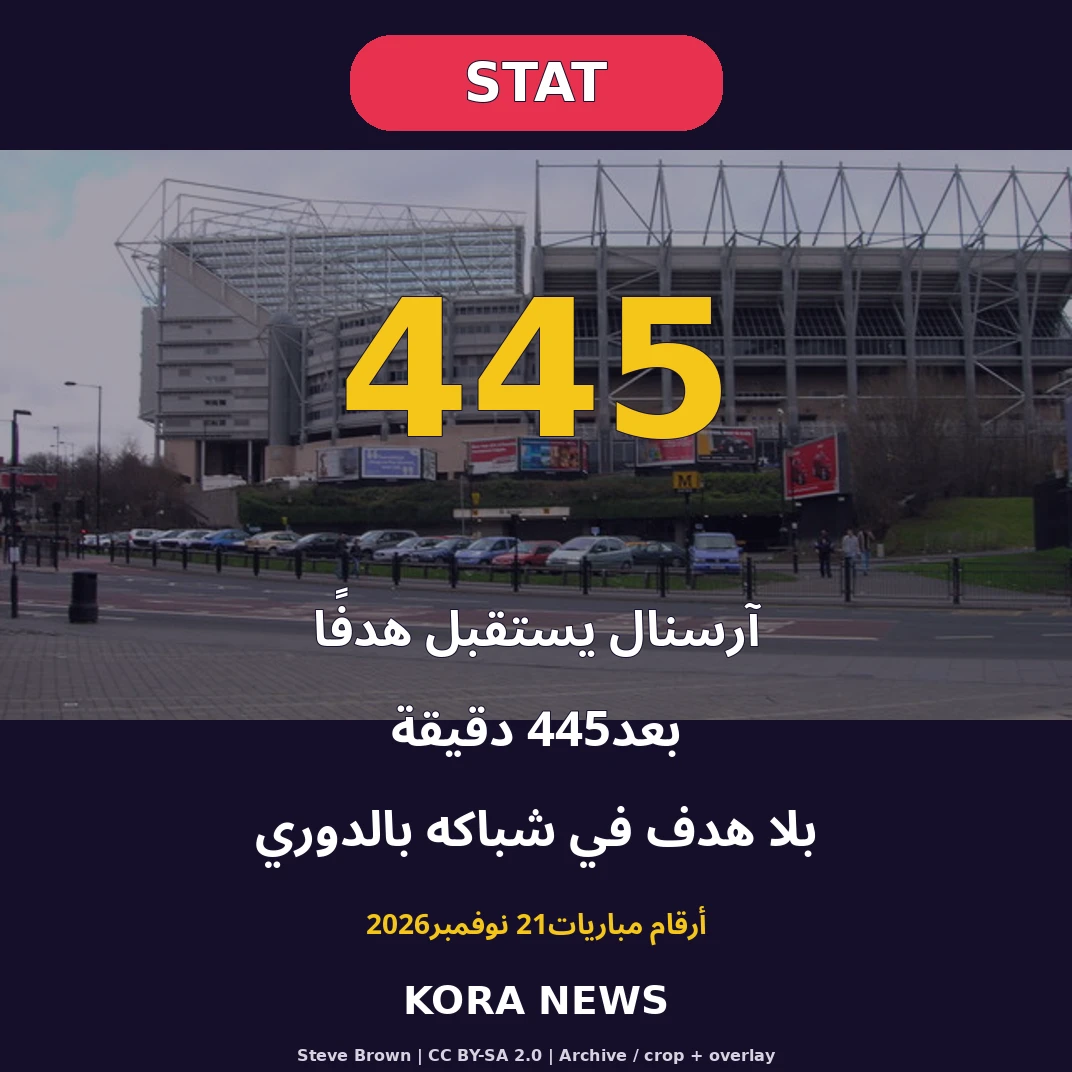 STAT
445
M
آرسنال يستقبل هدفًا
بعد445 دقيقة
بلا هدف في شباكه بالدوري
أرقام مباريات21 نوفمبر2026
KORA NEWS
Steve Brown | CC BY-SA 2.0 | Archive / crop + overlay